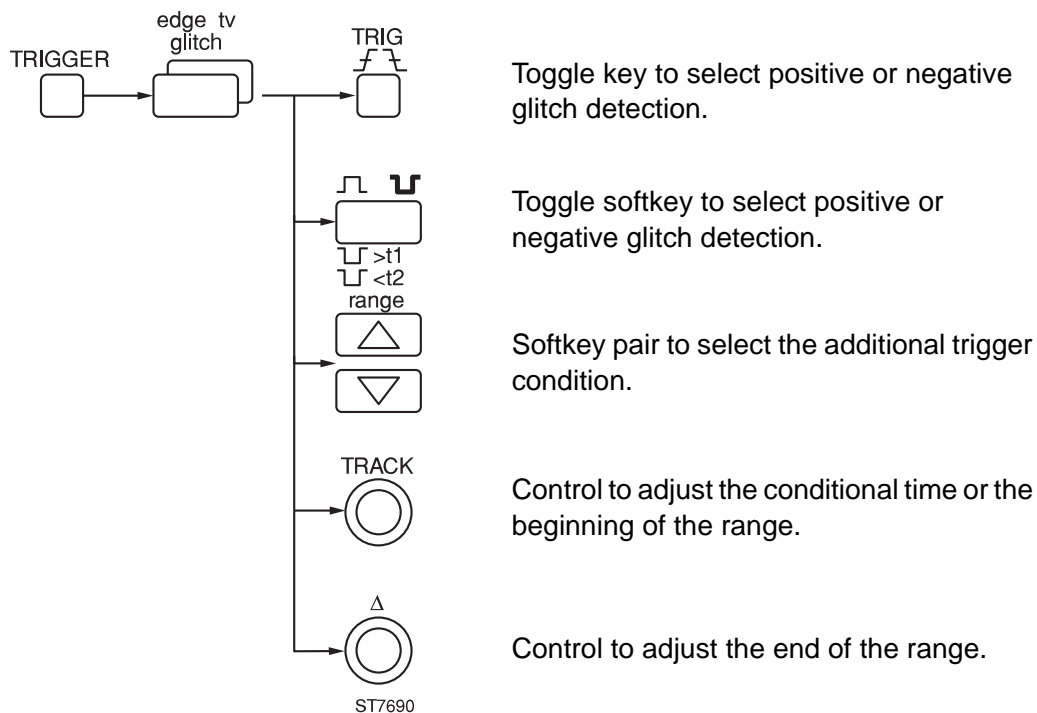 edge tv
glitch
TRIGGER
TRIG
Toggle key to select positive or negative
glitch detection.
Toggle softkey to select positive or
negative glitch detection.
>t1
<t2
range
Softkey pair to select the additional trigger
condition.
TRACK
Control to adjust the conditional time or the
beginning of the range.
Δ
Control to adjust the end of the range.
ST7690